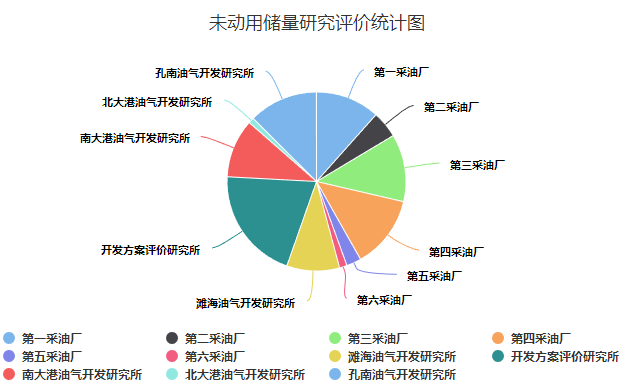 未动用储量研究评价统计图
孔南油气开发研究所
第一采油厂
北大港油气开发研究所
第二采油厂
南大港油气开发研究所
第三采油厂
开发方案评价研究所
第四采油厂
第五采油厂
滩海油气开发研究所
第六采油厂
第一采油厂 第二采油厂 第三采油厂 第四采油厂
第五采油厂 第六采油厂 滩海油气开发研究所 开发方案评价研究所
南大港油气开发研究所 北大港油气开发研究所 孔南油气开发研究所